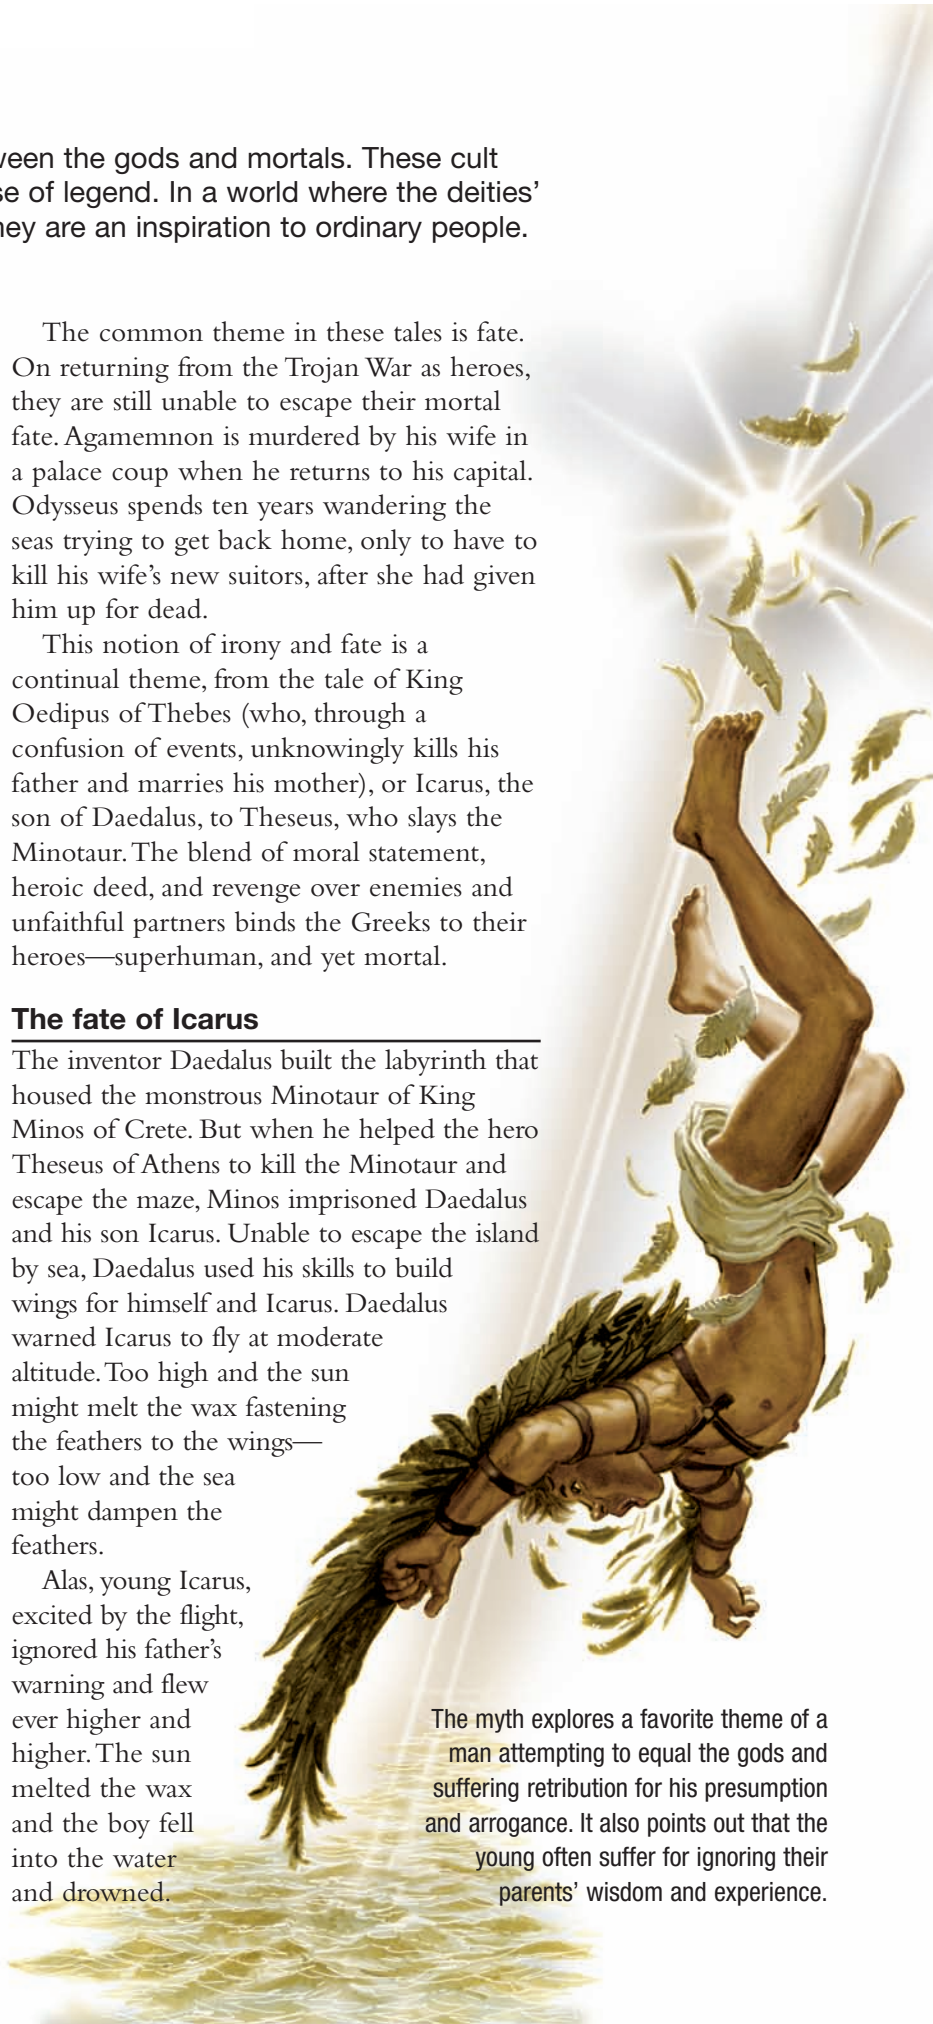 the gods and mortals. These cult
of legend. In a world where the deities’
are an inspiration to ordinary people.
The common theme in these tales is fate.
On returning from the Trojan War as heroes,
they are still unable to escape their mortal
fate. Agamemnon is murdered by his wife in
a palace coup when he returns to his capital.
Odysseus spends ten years wandering the
seas trying to get back home, only to have to
kill his wife’s new suitors, after she had given
him up for dead.
This notion of irony and fate is a
continual theme, from the tale of King
Oedipus of Thebes (who, through a
confusion of events, unknowingly kills his
father and marries his mother), or Icarus, the
son of Daedalus, to Theseus, who slays the
Minotaur. The blend of moral statement,
heroic deed, and revenge over enemies and
unfaithful partners binds the Greeks to their
heroes—superhuman, and yet mortal.
The fate of Icarus
The inventor Daedalus built the labyrinth that
housed the monstrous Minotaur of King
Minos of Crete. But when he helped the hero
Theseus of Athens to kill the Minotaur and
escape the maze, Minos imprisoned Daedalus
and his son Icarus. Unable to escape the island
by sea, Daedalus used his skills to build
wings for himself and Icarus. Daedalus
warned Icarus to fly at moderate
altitude. Too high and the sun
might melt the wax fastening
the feathers to the wings—
too low and the sea
might dampen the
feathers.
Alas, young Icarus,
excited by the flight,
ignored his father’s
warning and flew
ever higher and
higher. The sun
melted the wax
and the boy fell
into the water
and drowned.
The myth explores a favorite theme of a
man attempting to equal the gods and
suffering retribution for his presumption
and arrogance. It also points out that the
young often suffer for ignoring their
parents’ wisdom and experience.